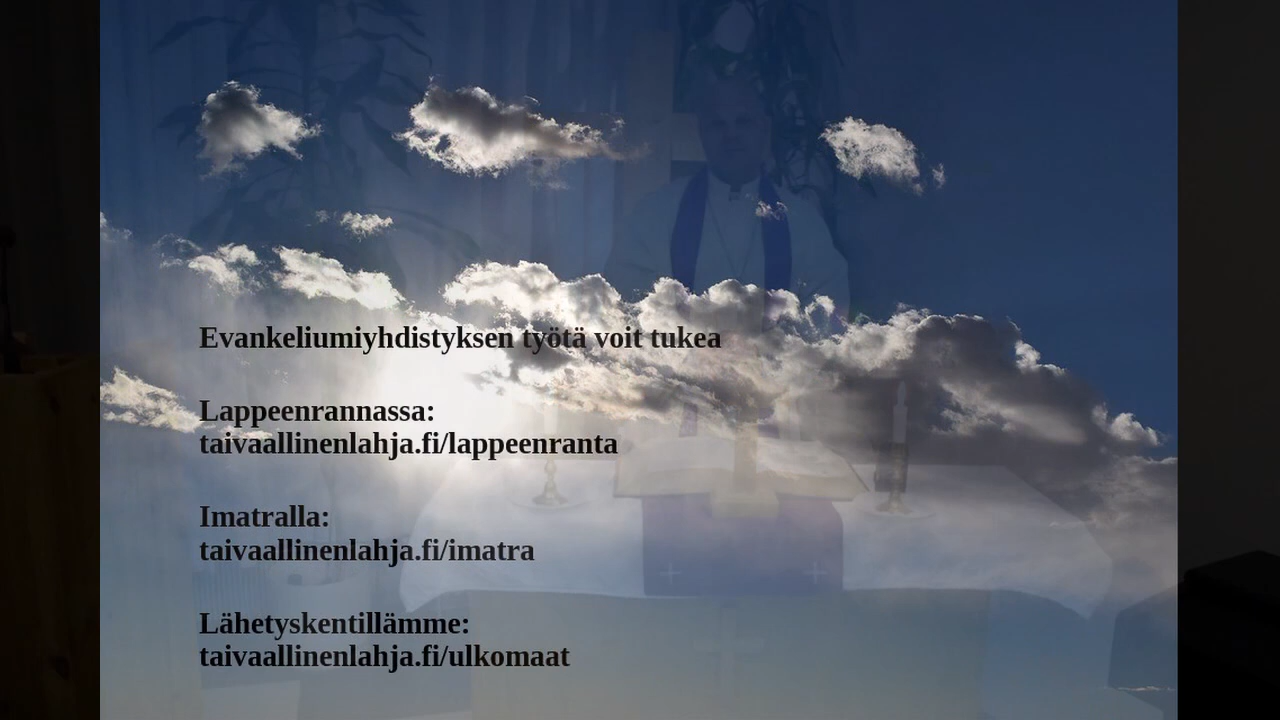 Evankeliumiyhdistyksen työtä voit tukea
Lappeenrannassa:
taivaallinenlahja.fi/lappeenranta
Imatralla:
taivaallinenlahja.fi/imatra
Lähetyskentillämme:
taivaallinenlahja.fi/ulkomaat